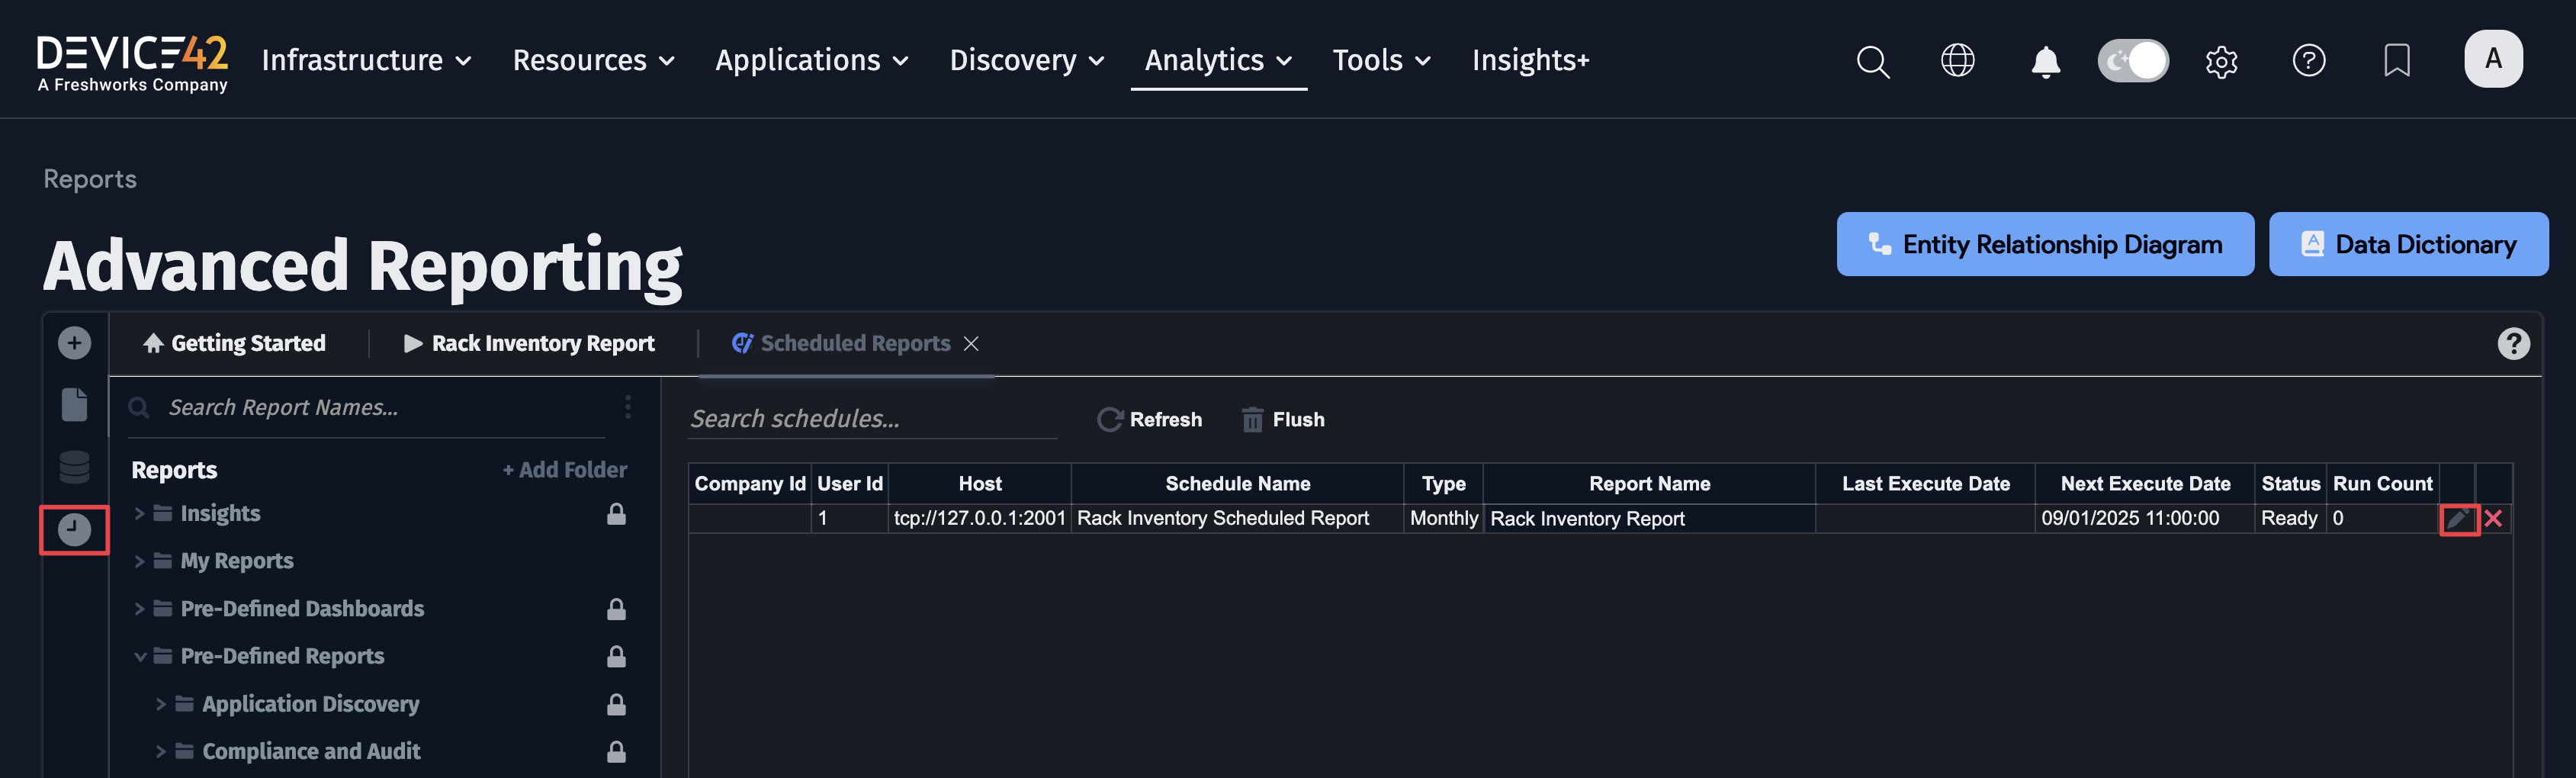 DEVICE42
A Freshworks Company
Infrastructure Resources Applications Discovery Analytics Tools Insights+
A
Reports
Advanced Reporting
Entity Relationship Diagram
Data Dictionary
Getting Started
Rack Inventory Report
Scheduled Reports
Search Report Names...
Reports
+ Add Folder
Insights
My Reports
Pre-Defined Dashboards
Pre-Defined Reports
Application Discovery
Compliance and Audit
Search schedules...
Refresh
Flush
Company Id User Id Host Schedule Name Type Report Name Last Execute Date Next Execute Date Status Run Count
1 tcp://127.0.0.1:2001 Rack Inventory Scheduled Report Monthly Rack Inventory Report 09/01/2025 11:00:00 Ready 0